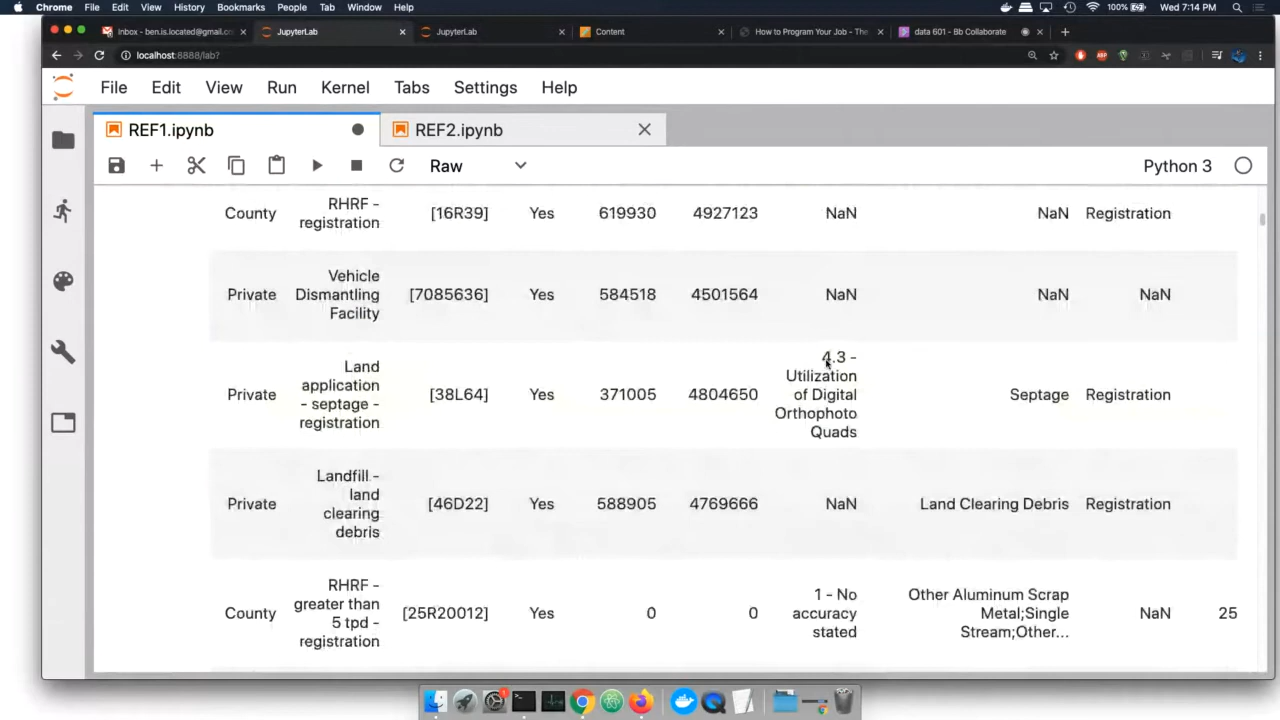 Chrome File Edit View History Bookmarks People Tab Window Help 100% Wed 7:14 PM
Inbox - ben.is.located@gmail.co JupyterLab JupyterLab Content How to Program Your Job - The data 601 - Bb Collaborate
localhost:8888/lab?
File Edit View Run Kernel Tabs Settings Help
REF1.ipynb REF2.ipynb
Raw Python 3
County RHRF - registration [16R39] Yes 619930 4927123 NaN NaN Registration
Private Vehicle Dismantling Facility [7085636] Yes 584518 4501564 NaN NaN NaN
Private Land application - septage - registration [38L64] Yes 371005 4804650 4.3 - Utilization of Digital Orthophoto Quads Septage Registration
Private Landfill - land clearing debris [46D22] Yes 588905 4769666 NaN Land Clearing Debris Registration
County RHRF - greater than 5 tpd - registration [25R20012] Yes 0 0 1 - No accuracy stated Other Aluminum Scrap Metal;Single Stream;Other... NaN 25